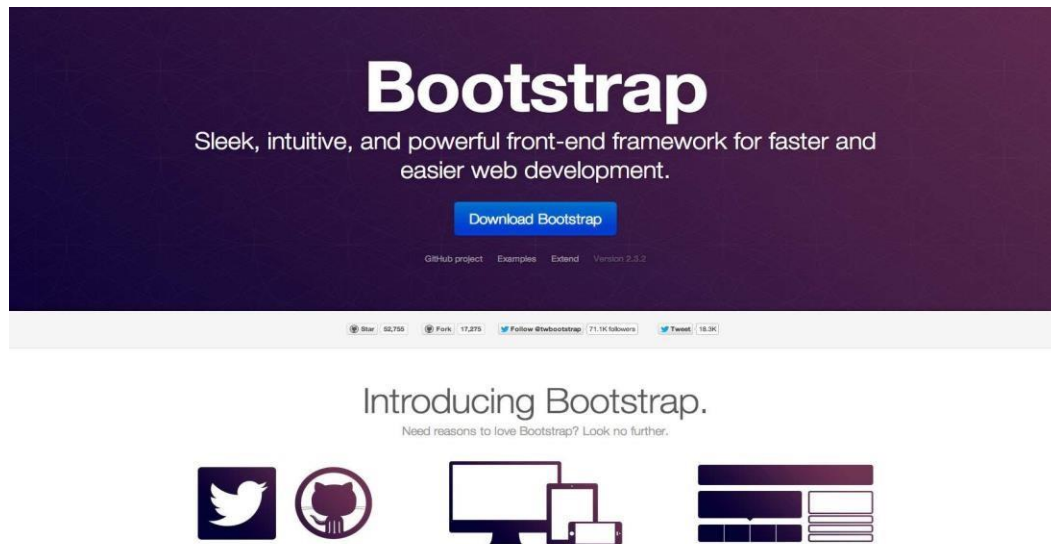 Bootstrap
Sleek, intuitive, and powerful front-end framework for faster and
easier web development.
Download Bootstrap
GitHub project Examples Extend Version 2.3.2
Star 52,755 Fork 17,275 Follow @twbootstrap 71.1K followers Tweet 18.3K
Introducing Bootstrap.
Need reasons to love Bootstrap? Look no further.